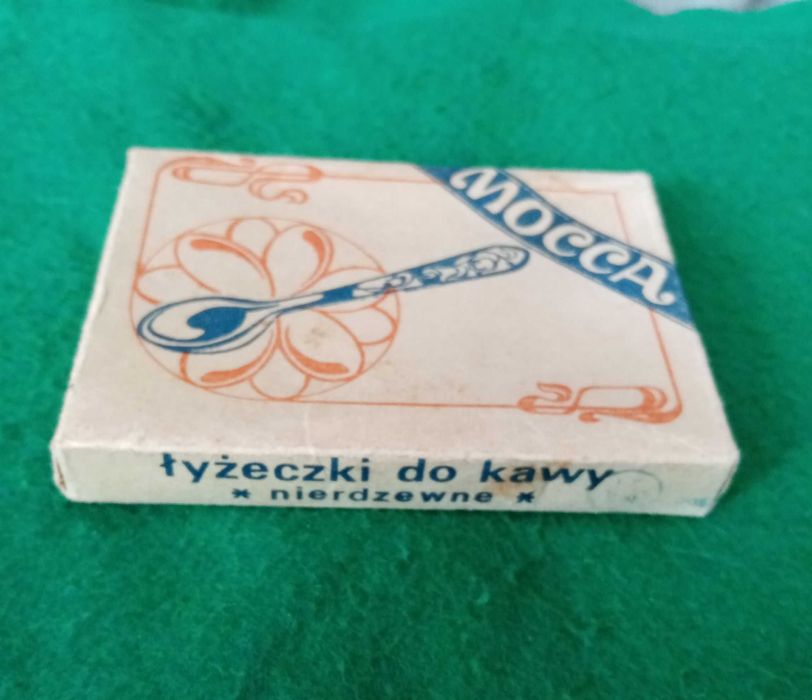 MOCCA
łyżeczki do kawy
* nierdzewne *